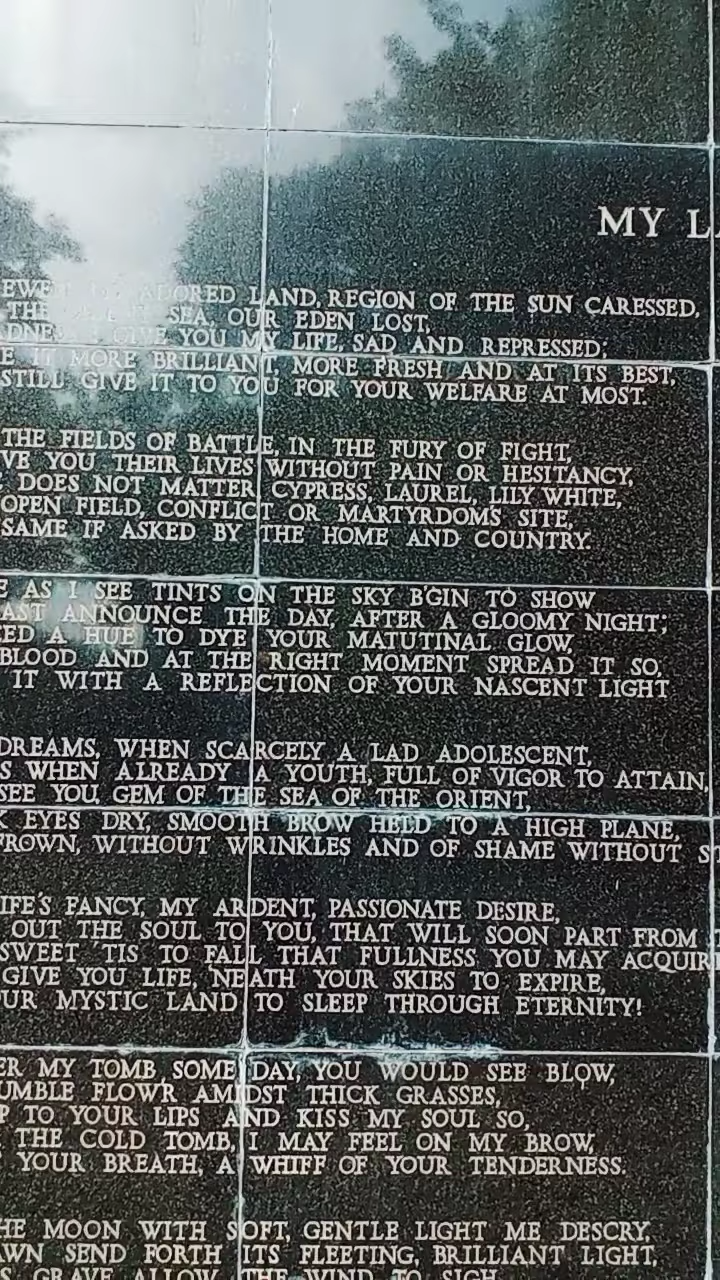 MY LA
EWE ADORED LAND, REGION OF THE SUN CARESSED,
THE SEA, OUR EDEN LOST,
DNE I GIVE YOU MY LIFE, SAD AND REPRESSED;
E IT MORE BRILLIANT, MORE FRESH AND AT ITS BEST,
STILL GIVE IT TO YOU FOR YOUR WELFARE AT MOST.
THE FIELDS OF BATTLE, IN THE FURY OF FIGHT,
VE YOU THEIR LIVES WITHOUT PAIN OR HESITANCY,
DOES NOT MATTER CYPRESS, LAUREL, LILY WHITE,
OPEN FIELD, CONFLICT OR MARTYRDOM'S SITE,
SAME IF ASKED BY THE HOME AND COUNTRY.
E AS I SEE TINTS ON THE SKY B'GIN TO SHOW
AST ANNOUNCE THE DAY, AFTER A GLOOMY NIGHT;
ED A HUE TO DYE YOUR MATUTINAL GLOW,
BLOOD AND AT THE RIGHT MOMENT SPREAD IT SO,
IT WITH A REFLECTION OF YOUR NASCENT LIGHT
DREAMS, WHEN SCARCELY A LAD ADOLESCENT,
S WHEN ALREADY A YOUTH, FULL OF VIGOR TO ATTAIN,
SEE YOU, GEM OF THE SEA OF THE ORIENT,
K EYES DRY, SMOOTH BROW HELD TO A HIGH PLANE,
FROWN, WITHOUT WRINKLES AND OF SHAME WITHOUT ST
IFE'S FANCY, MY ARDENT, PASSIONATE DESIRE,
OUT THE SOUL TO YOU, THAT WILL SOON PART FROM
SWEET 'TIS TO FALL THAT FULLNESS YOU MAY ACQUIR
GIVE YOU LIFE, 'NEATH YOUR SKIES TO EXPIRE,
UR MYSTIC LAND TO SLEEP THROUGH ETERNITY!
ER MY TOMB SOME DAY, YOU WOULD SEE BLOW,
UMBLE FLOW'R AMIDST THICK GRASSES,
P TO YOUR LIPS AND KISS MY SOUL SO,
THE COLD TOMB, I MAY FEEL ON MY BROW,
YOUR BREATH, A WHIFF OF YOUR TENDERNESS.
HE MOON WITH SOFT, GENTLE LIGHT ME DESCRY,
AWN SEND FORTH ITS FLEETING, BRILLIANT LIGHT,
GRAVE ALLOW THE WIND TO SIGH